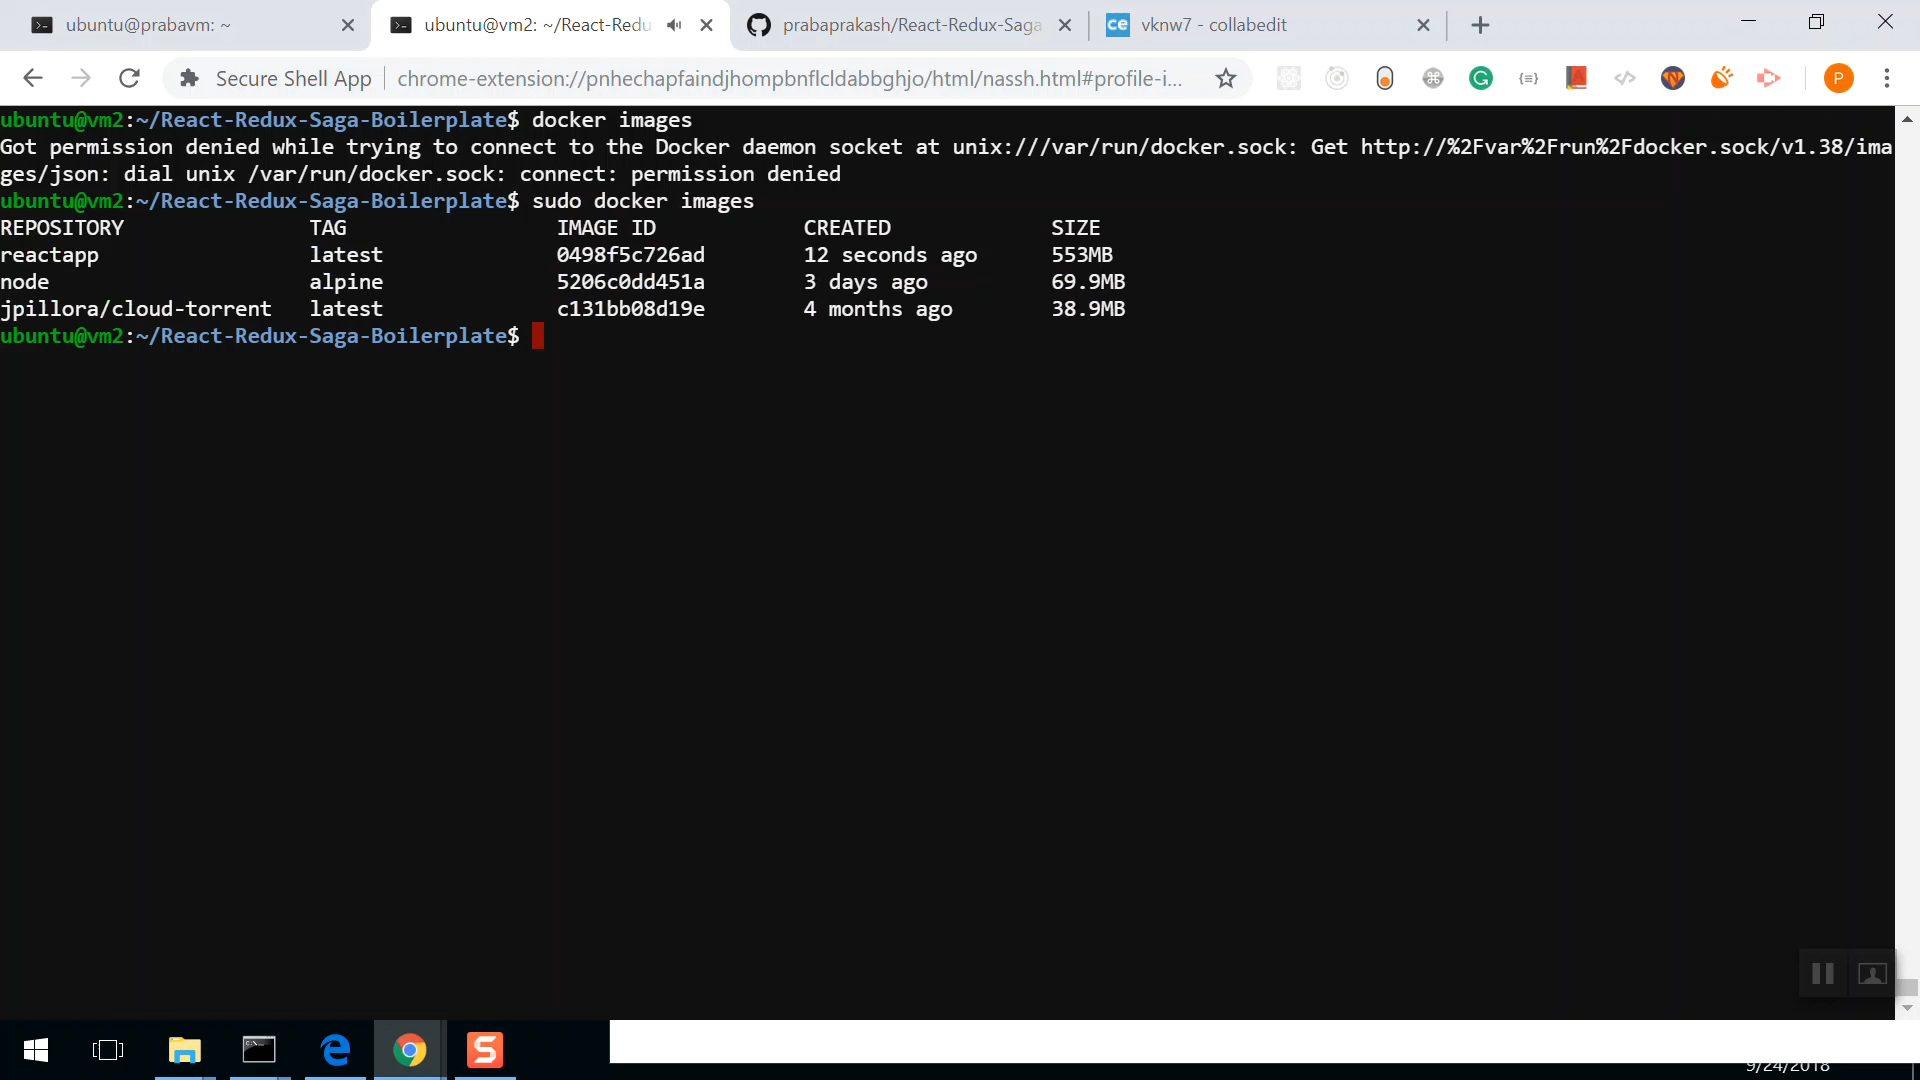 ubuntu@prabavm: ~
ubuntu@vm2: ~/React-Redu
prabaprakash/React-Redux-Saga
ce vknw7 - collabedit
Secure Shell App
chrome-extension://pnhechapfaindjhompbnflcldabbghjo/html/nassh.html#profile-i...
P
ubuntu@vm2:~/React-Redux-Saga-Boilerplate$ docker images
Got permission denied while trying to connect to the Docker daemon socket at unix:///var/run/docker.sock: Get http://%2Fvar%2Frun%2Fdocker.sock/v1.38/ima
ges/json: dial unix /var/run/docker.sock: connect: permission denied
ubuntu@vm2:~/React-Redux-Saga-Boilerplate$ sudo docker images
REPOSITORY TAG IMAGE ID CREATED SIZE
reactapp latest 0498f5c726ad 12 seconds ago 553MB
node alpine 5206c0dd451a 3 days ago 69.9MB
jpillora/cloud-torrent latest c131bb08d19e 4 months ago 38.9MB
ubuntu@vm2:~/React-Redux-Saga-Boilerplate$
9/24/2018